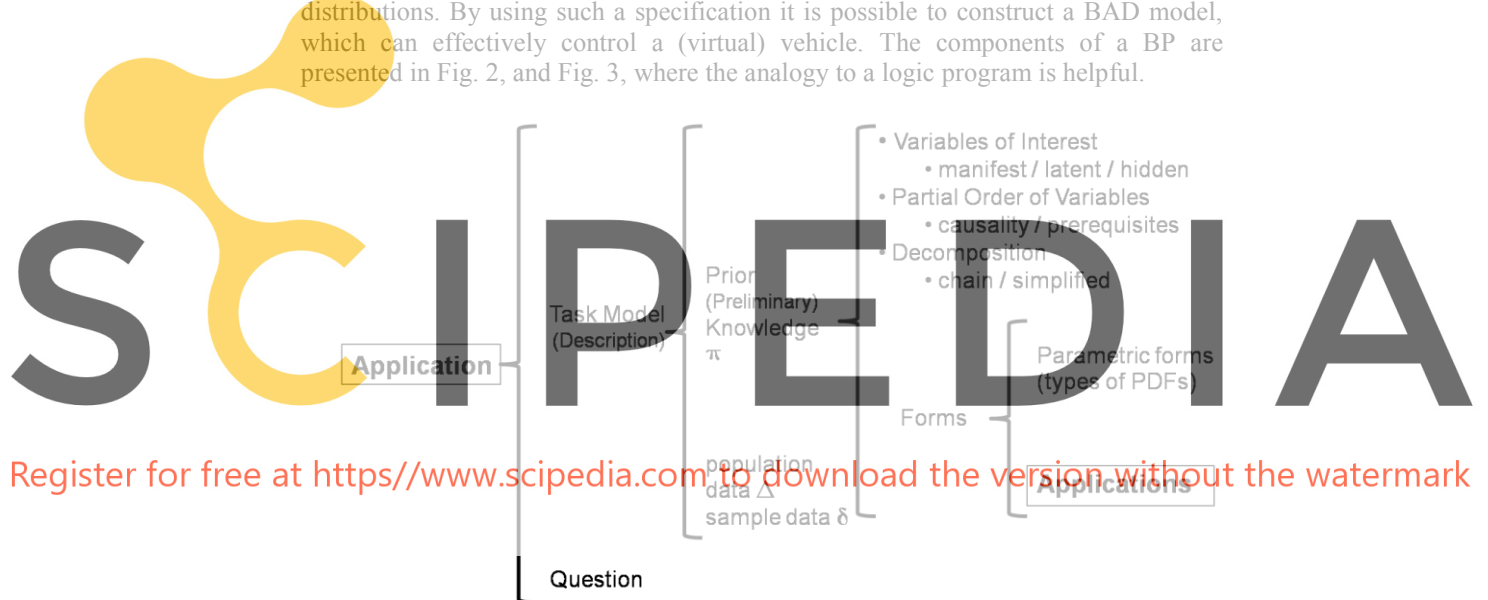 distributions. By using such a specification it is possible to construct a BAD model,
which can effectively control a (virtual) vehicle. The components of a BP are
presented in Fig. 2, and Fig. 3, where the analogy to a logic program is helpful.
• Variables of Interest
• manifest / latent / hidden
• Partial Order of Variables
• causality / prerequisites
• Decomposition
• chain / simplified
Prior
(Preliminary)
Knowledge
π
Task Model
(Description)
Application
Parametric forms
(types of PDFs)
Forms
Applications
population
data Δ
sample data δ
Question
SCIPEDIA
Register for free at https//www.scipedia.com to download the version without the watermark